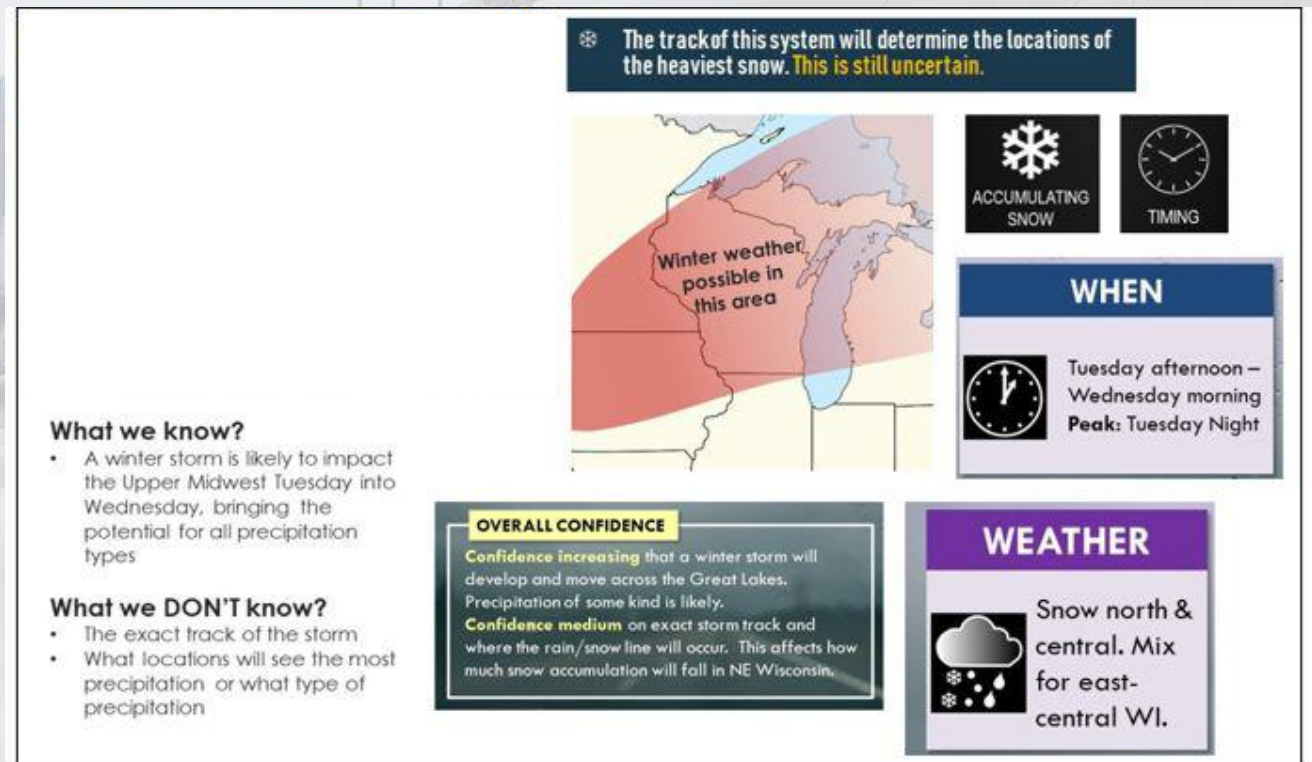 The track of this system will determine the locations of
the heaviest snow. This is still uncertain.
Winter weather
possible in
this area
ACCUMULATING
SNOW
TIMING
WHEN
Tuesday afternoon –
Wednesday morning
Peak: Tuesday Night
What we know?
• A winter storm is likely to impact
the Upper Midwest Tuesday into
Wednesday, bringing the
potential for all precipitation
types
What we DON'T know?
• The exact track of the storm
• What locations will see the most
precipitation or what type of
precipitation
OVERALL CONFIDENCE
Confidence increasing that a winter storm will
develop and move across the Great Lakes.
Precipitation of some kind is likely.
Confidence medium on exact storm track and
where the rain/snow line will occur. This affects how
much snow accumulation will fall in NE Wisconsin.
WEATHER
Snow north &
central. Mix
for east-
central WI.